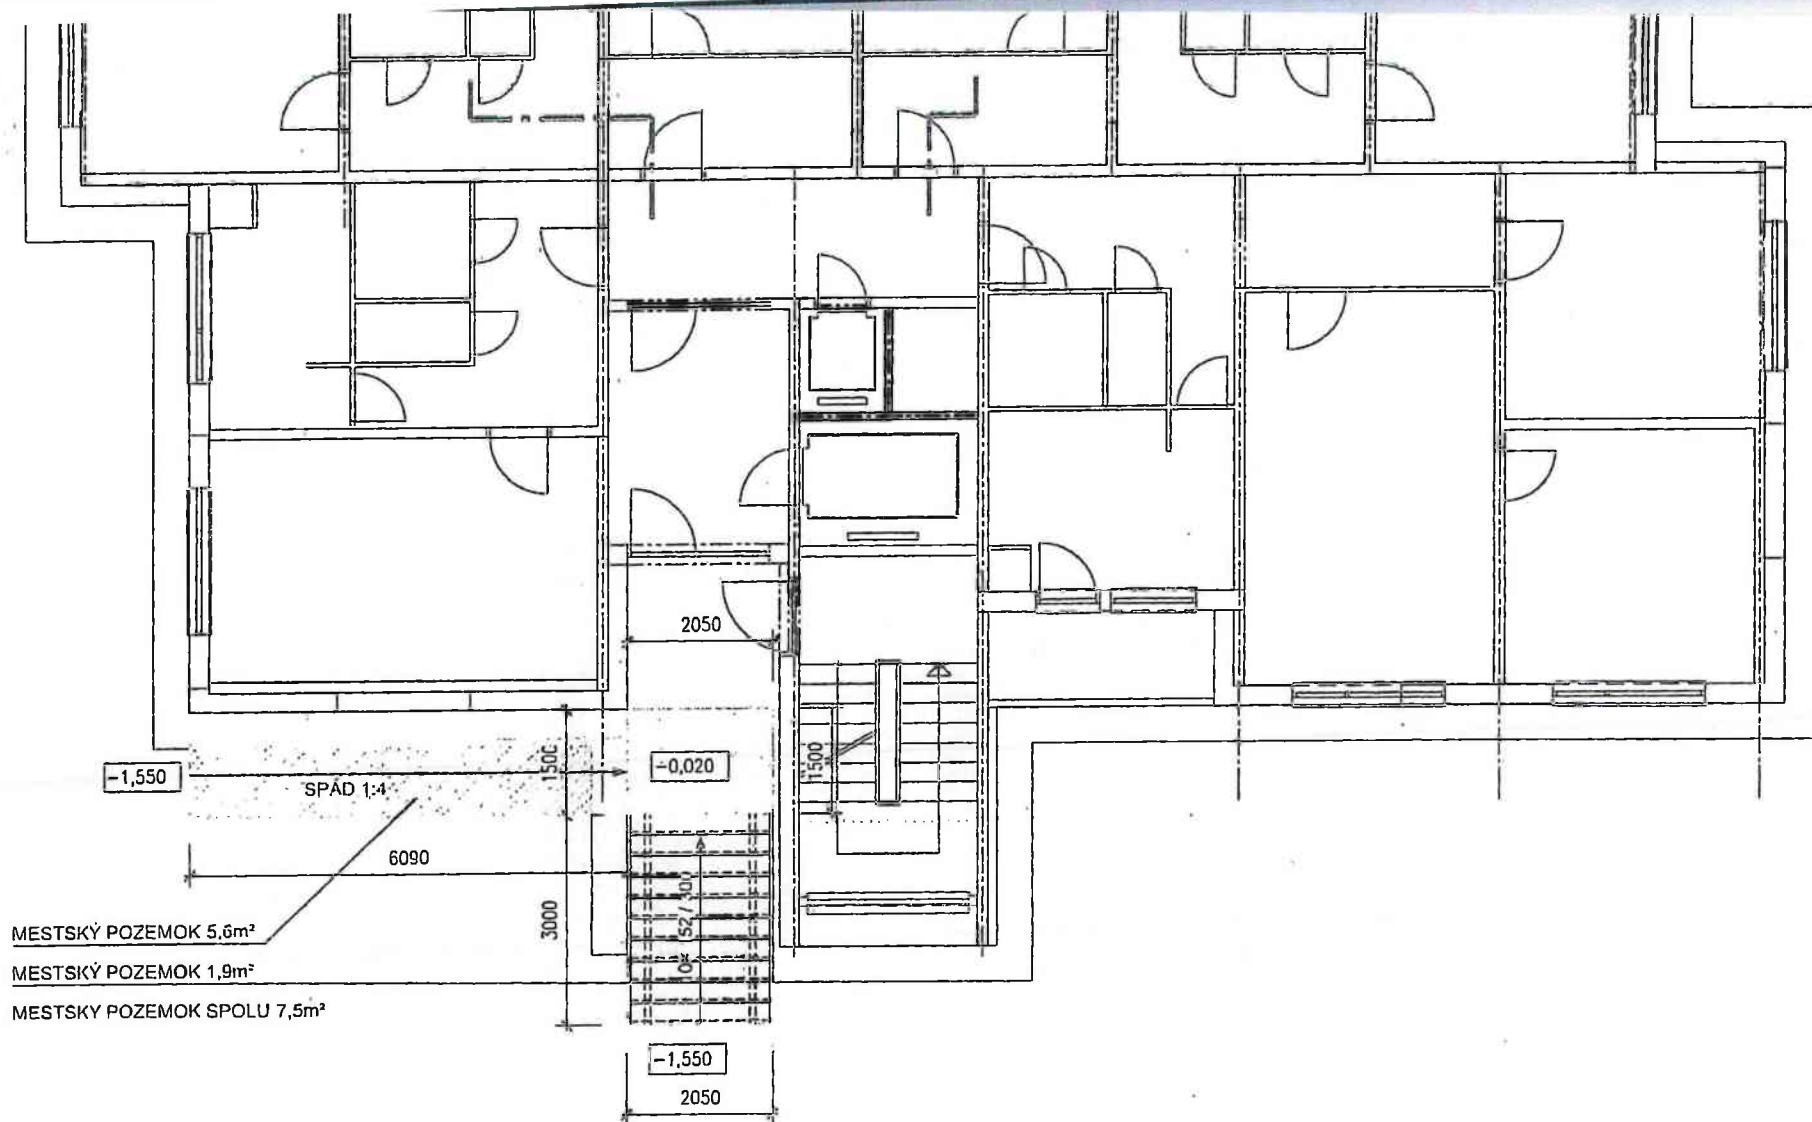 2050
1500
-0,020
1500
-1,550
SPÁD 1:4
6090
3000
MESTSKÝ POZEMOK 5,6m²
MESTSKÝ POZEMOK 1,9m²
MESTSKÝ POZEMOK SPOLU 7,5m²
-1,550
2050